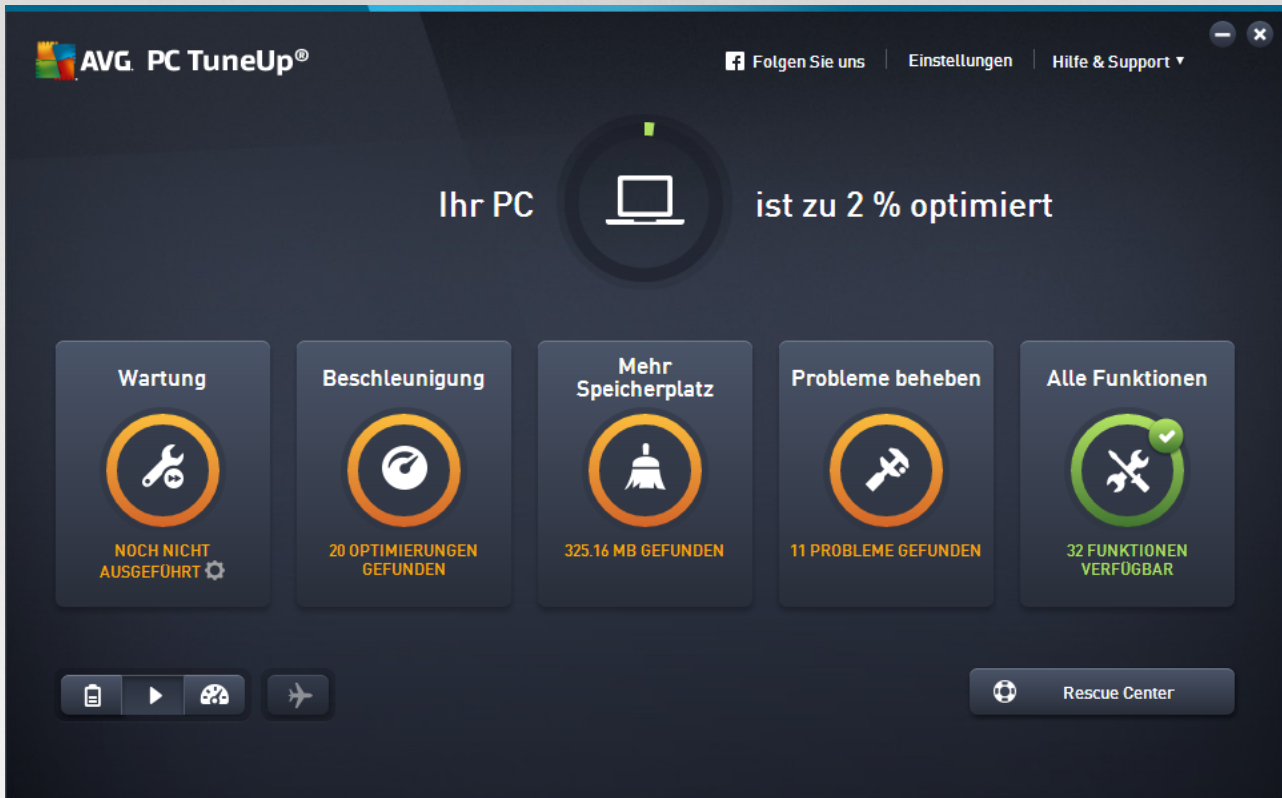 AVG. PC TuneUp®
Folgen Sie uns
Einstellungen
Hilfe & Support
Ihr PC
ist zu 2 % optimiert
Wartung
NOCH NICHT
AUSGEFÜHRT
Beschleunigung
20 OPTIMIERUNGEN
GEFUNDEN
Mehr
Speicherplatz
325.16 MB GEFUNDEN
Probleme beheben
11 PROBLEME GEFUNDEN
Alle Funktionen
32 FUNKTIONEN
VERFÜGBAR
Rescue Center